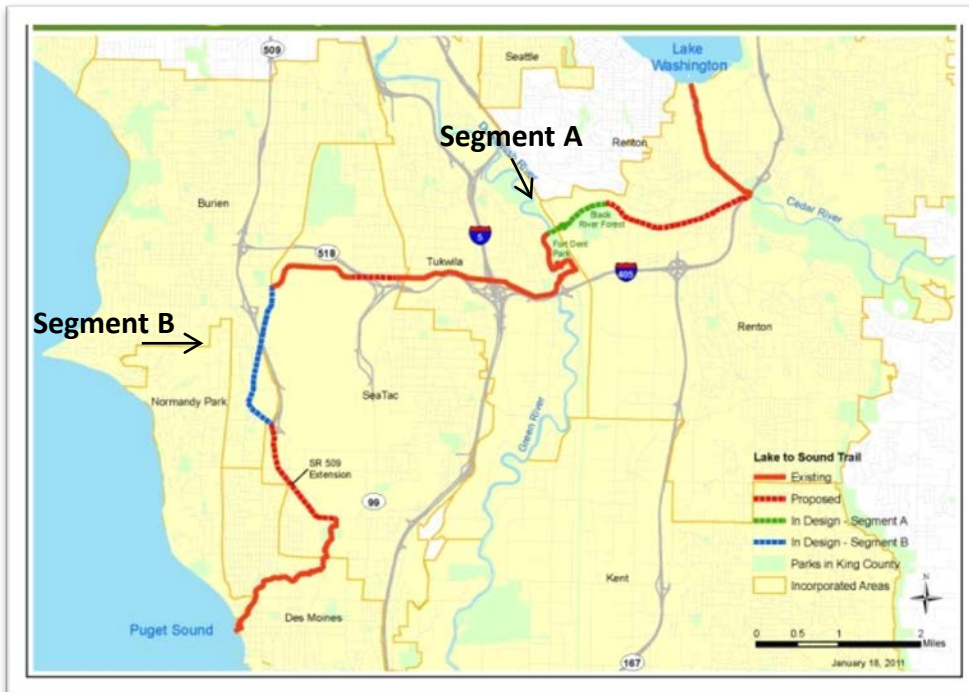 509
Seattle
Lake
Washington
Segment A
Duwamish River
Renton
Burien
Cedar River
Black
River Forest
5
Fort Dent
Park
518
Tukwila
405
Segment B
Renton
Normandy Park
SeaTac
Green River
SR 509
Extension
99
Lake to Sound Trail
Existing
Proposed
In Design - Segment A
In Design - Segment B
Parks in King County
Incorporated Areas
Kent
N
Puget Sound
Des Moines
0 0.5 1 2
Miles
167
January 18, 2011